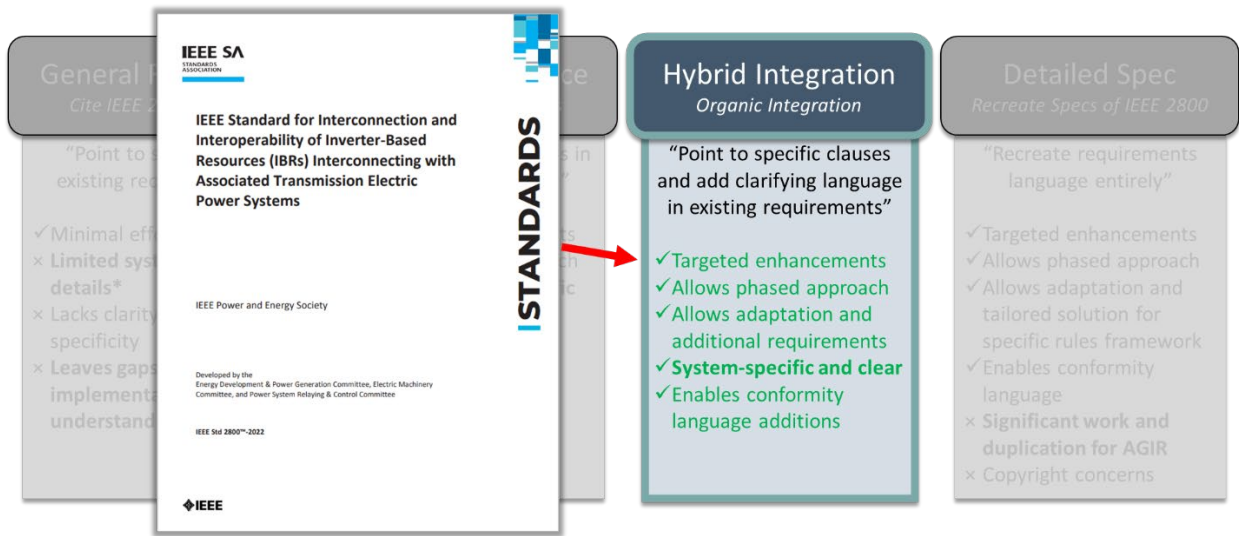 General
Cite IEEE 2
"Point to
existing
✓Minimal
× Limited
details*
× Lacks clarity
specificity
× Leaves gaps
understand
IEEE SA
STANDARDS
ASSOCIATION
IEEE Standard for Interconnection and
Interoperability of Inverter-Based
Resources (IBRs) Interconnecting with
Associated Transmission Electric
Power Systems
IEEE Power and Energy Society
Developed by the
Energy Development & Power Generation Committee, Electric Machinery
Committee, and Power System Relaying & Control Committee
IEEE Std 2800™-2022
IEEE
STANDARDS
in
Hybrid Integration
Organic Integration
"Point to specific clauses
and add clarifying language
in existing requirements"
✓Targeted enhancements
✓Allows phased approach
✓Allows adaptation and
additional requirements
✓System-specific and clear
✓Enables conformity
language additions
Detailed Spec
Recreate Specs of IEEE 2800
"Recreate requirements
language entirely"
✓Targeted enhancements
✓Allows phased approach
✓Allows adaptation and
tailored solution for
specific rules framework
✓Enables conformity
language
× Significant work and
duplication for AGIR
× Copyright concerns